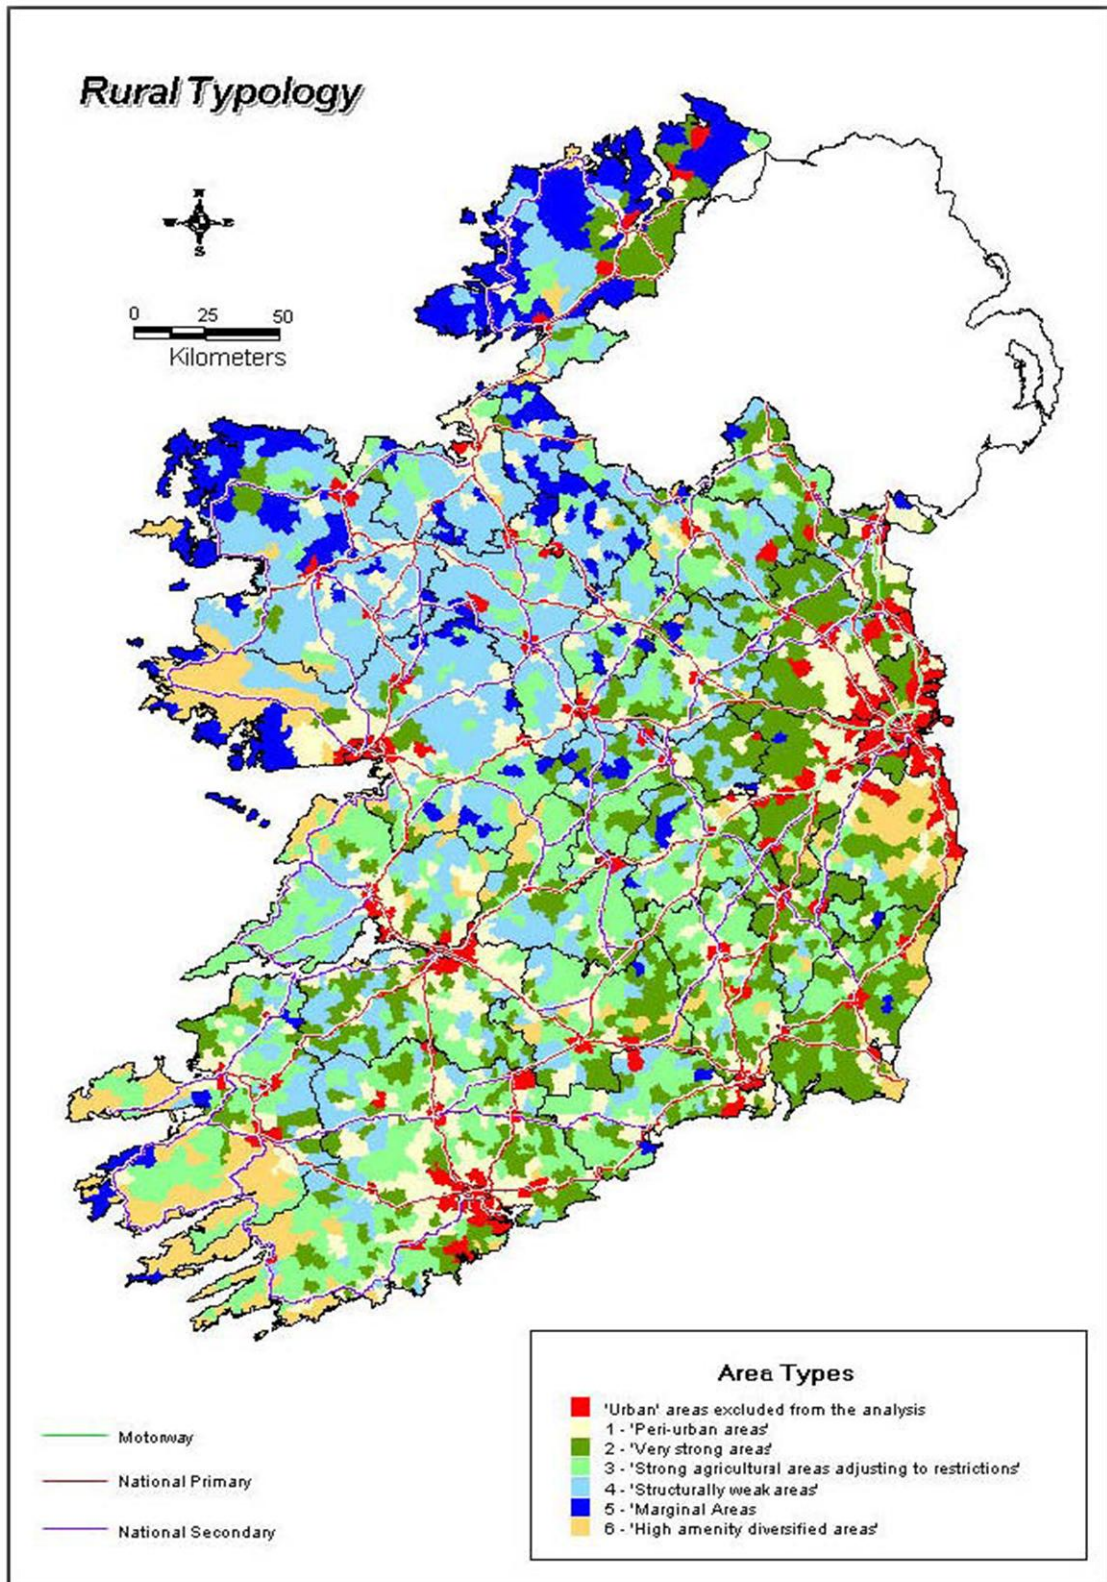 Rural Typology
N
W E
S
0 25 50
Kilometers
Area Types
'Urban' areas excluded from the analysis
1 - 'Peri-urban areas'
2 - 'Very strong areas'
3 - 'Strong agricultural areas adjusting to restrictions'
4 - 'Structurally weak areas'
5 - 'Marginal Areas
6 - 'High amenity diversified areas'
Motorway
National Primary
National Secondary